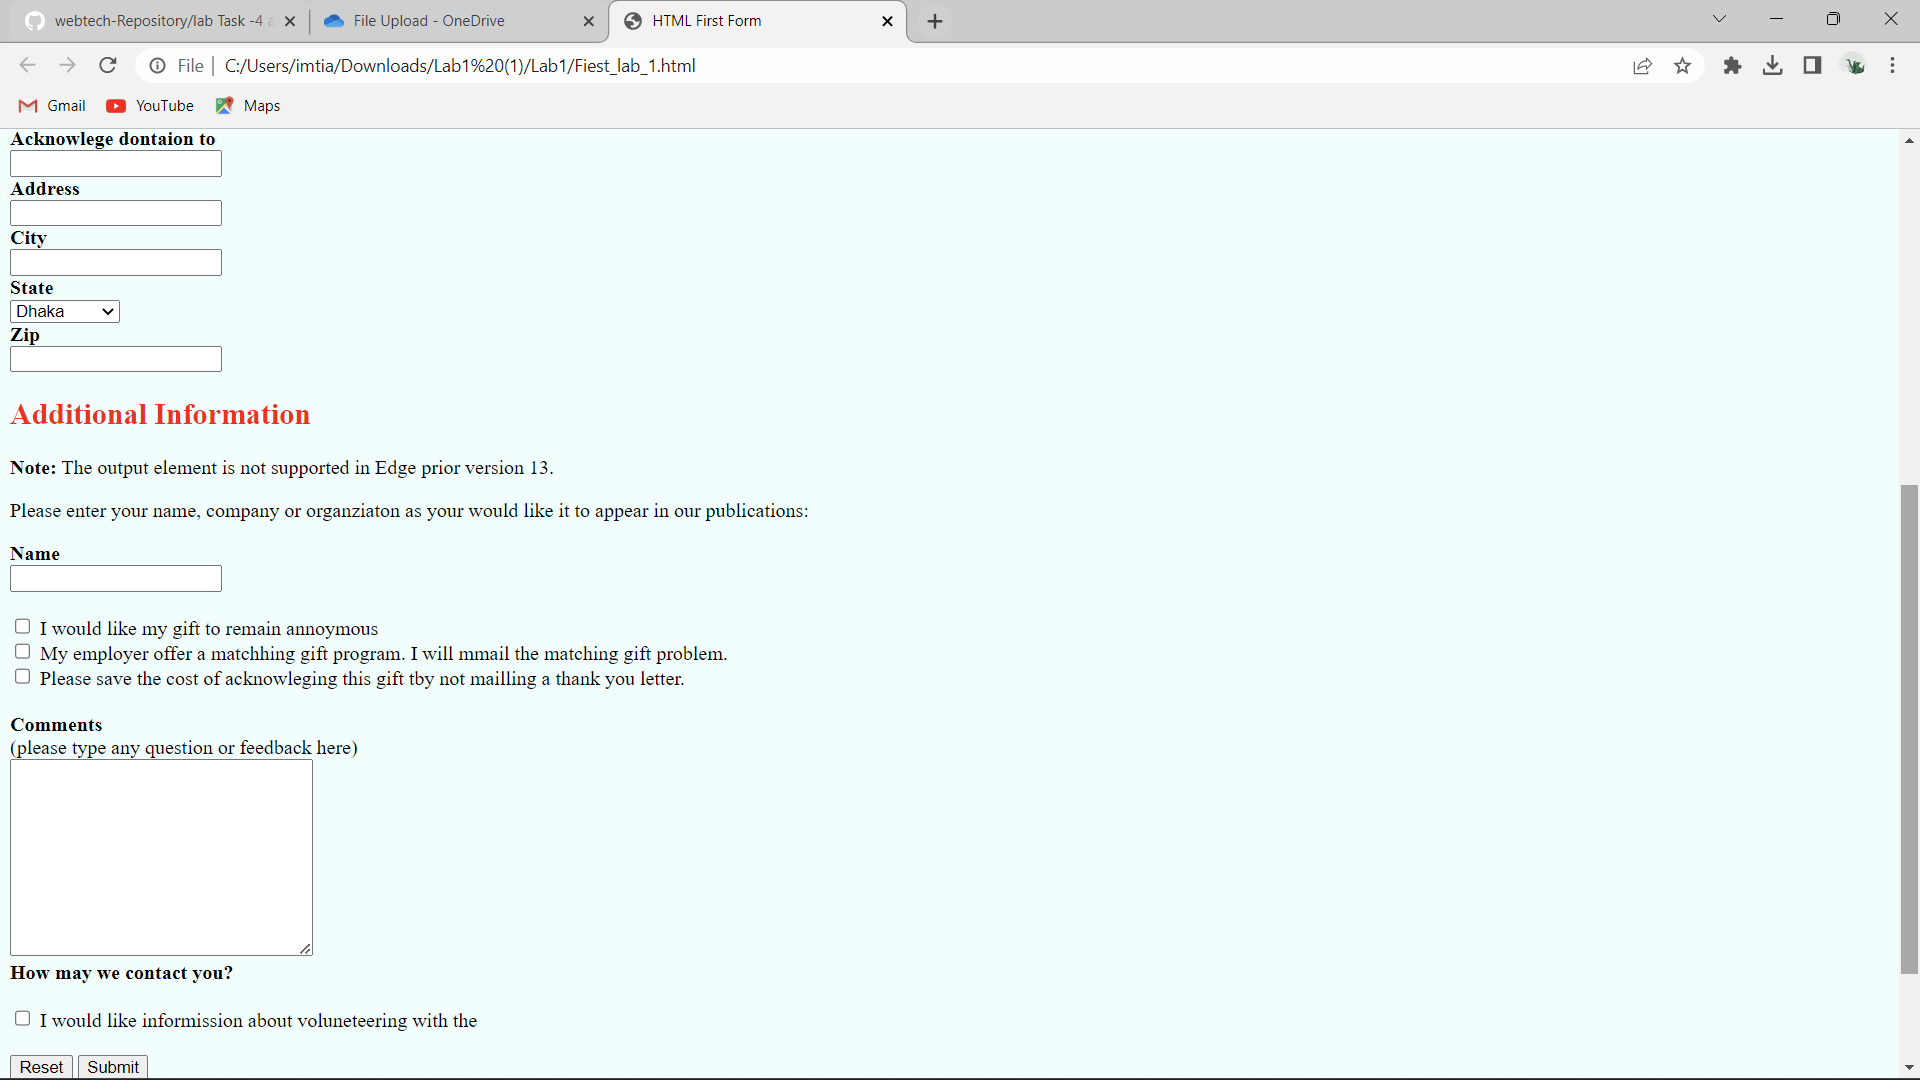 webtech-Repository/lab Task -4 a
File Upload - OneDrive
HTML First Form
File
C:/Users/imtia/Downloads/Lab1%20(1)/Lab1/Fiest_lab_1.html
Gmail
YouTube
Maps
Acknowlege dontaion to
Address
City
State
Dhaka
Zip
Additional Information
Note: The output element is not supported in Edge prior version 13.
Please enter your name, company or organziaton as your would like it to appear in our publications:
Name
I would like my gift to remain annoymous
My employer offer a matchhing gift program. I will mmail the matching gift problem.
Please save the cost of acknowleging this gift tby not mailling a thank you letter.
Comments
(please type any question or feedback here)
How may we contact you?
I would like informission about voluneteering with the
Reset Submit